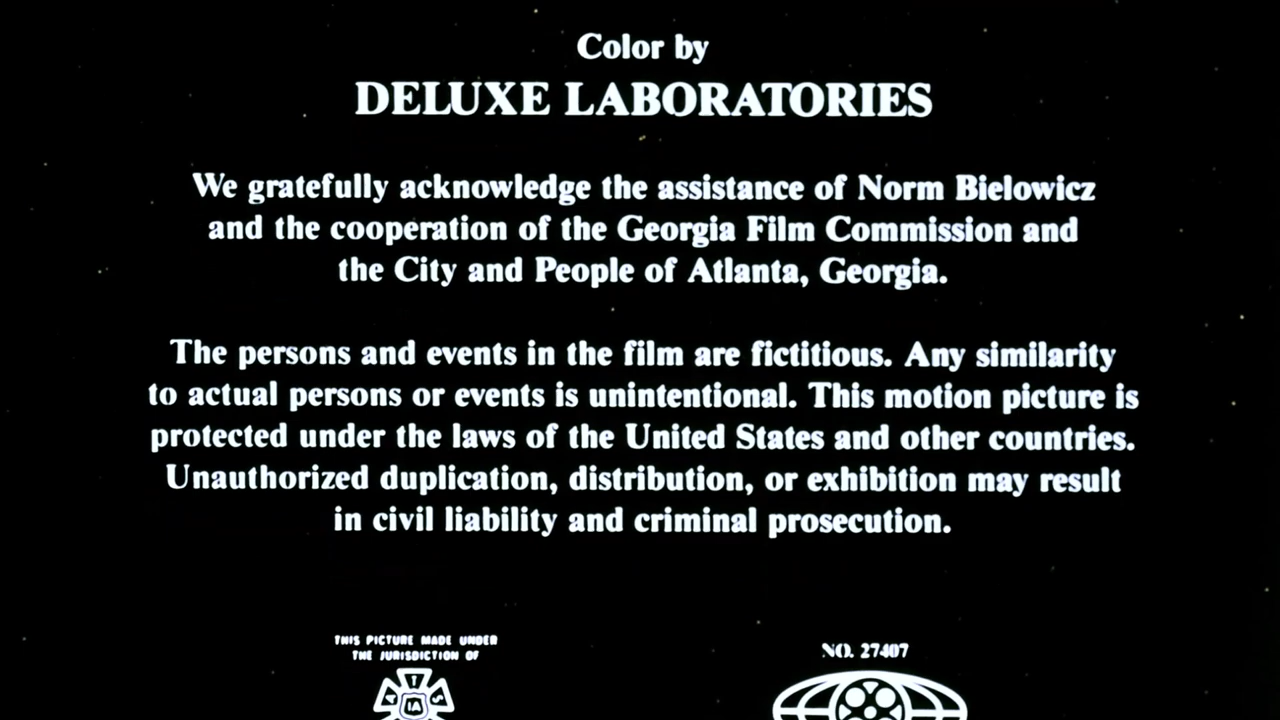 Color by
DELUXE LABORATORIES
We gratefully acknowledge the assistance of Norm Bielowicz
and the cooperation of the Georgia Film Commission and
the City and People of Atlanta, Georgia.
The persons and events in the film are fictitious. Any similarity
to actual persons or events is unintentional. This motion picture is
protected under the laws of the United States and other countries.
Unauthorized duplication, distribution, or exhibition may result
in civil liability and criminal prosecution.
THIS PICTURE MADE UNDER
THE JURISDICTION OF
NO. 27407
A T S
IA